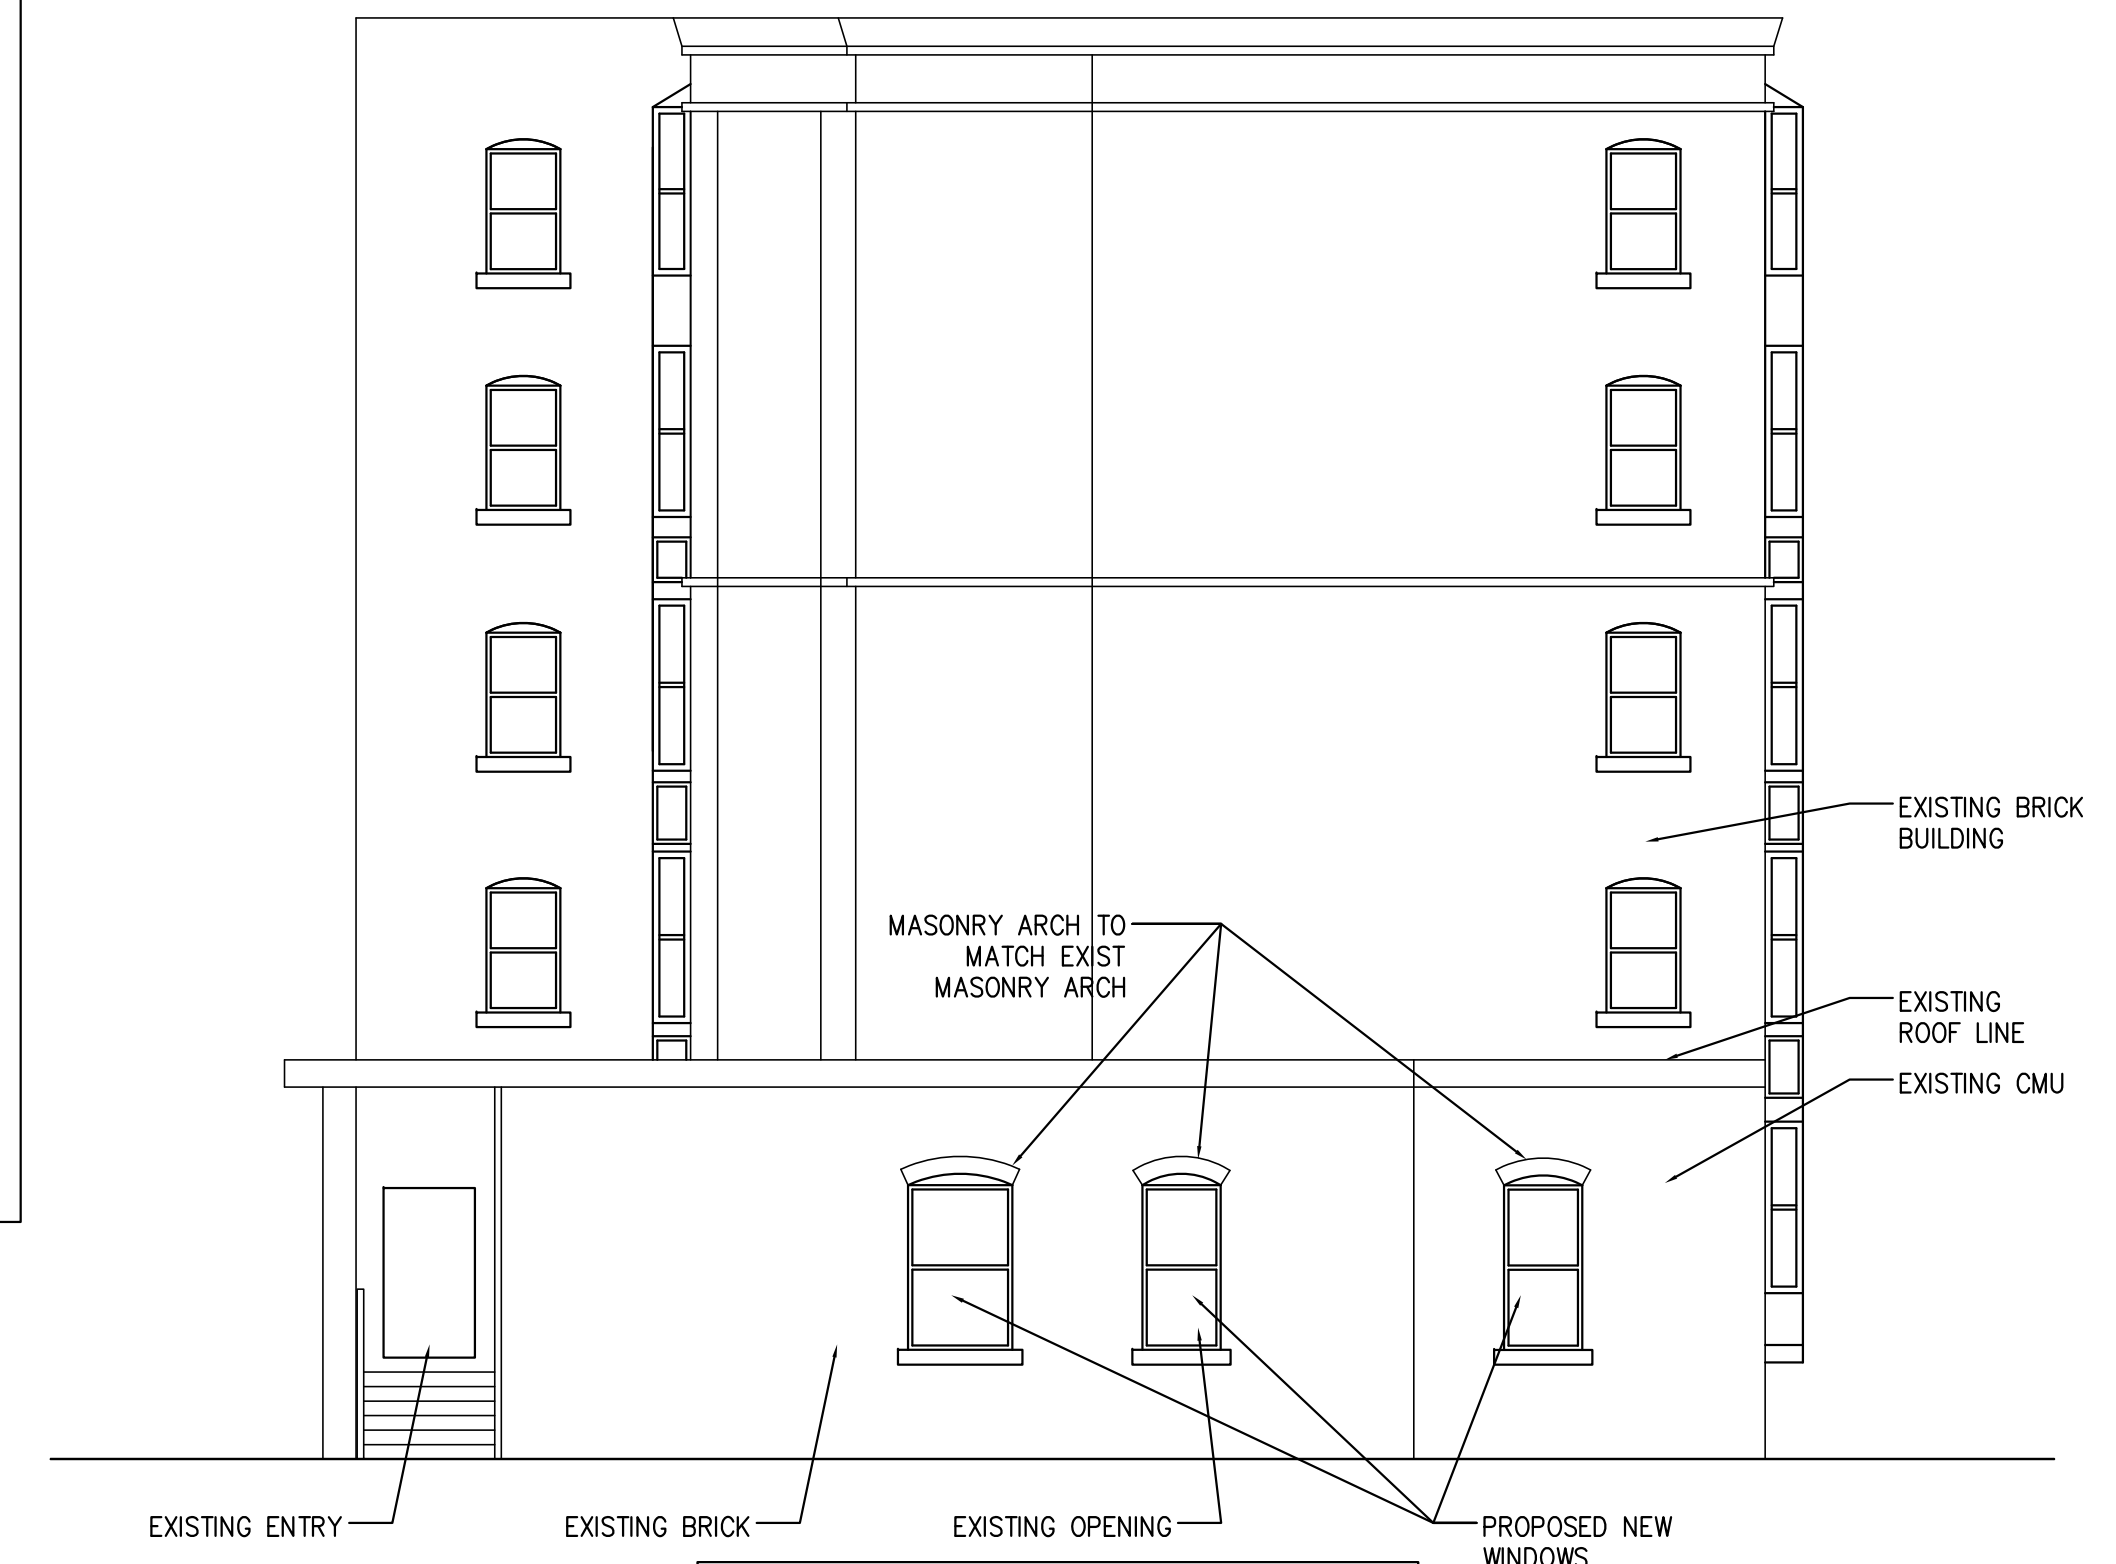 EXISTING BRICK
BUILDING
MASONRY ARCH TO
MATCH EXIST
MASONRY ARCH
EXISTING
ROOF LINE
EXISTING CMU
EXISTING ENTRY
EXISTING BRICK
EXISTING OPENING
PROPOSED NEW
WINDOWS